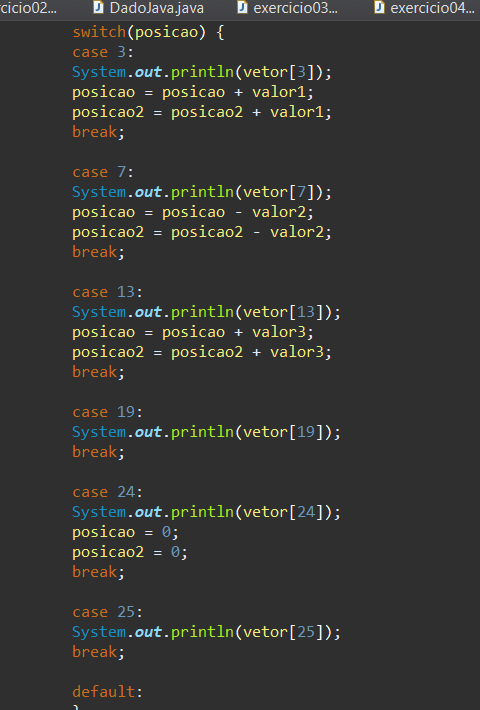 rcicio02... DadoJava.java exercicio03... exercicio04...
switch(posicao) {
case 3:
System.out.println(vetor[3]);
posicao = posicao + valor1;
posicao2 = posicao2 + valor1;
break;
case 7:
System.out.println(vetor[7]);
posicao = posicao - valor2;
posicao2 = posicao2 - valor2;
break;
case 13:
System.out.println(vetor[13]);
posicao = posicao + valor3;
posicao2 = posicao2 + valor3;
break;
case 19:
System.out.println(vetor[19]);
break;
case 24:
System.out.println(vetor[24]);
posicao = 0;
posicao2 = 0;
break;
case 25:
System.out.println(vetor[25]);
break;
default:
}